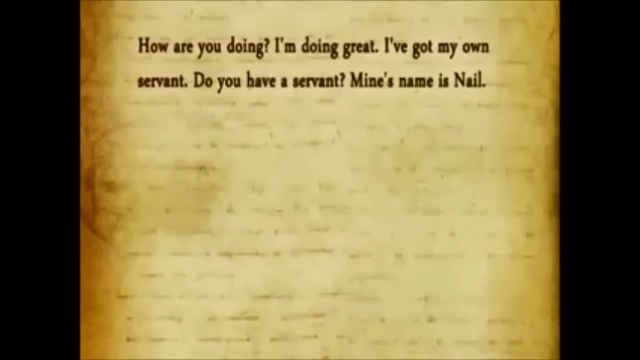 How are you doing? I'm doing great. I've got my own
servant. Do you have a servant? Mine's name is Nail.